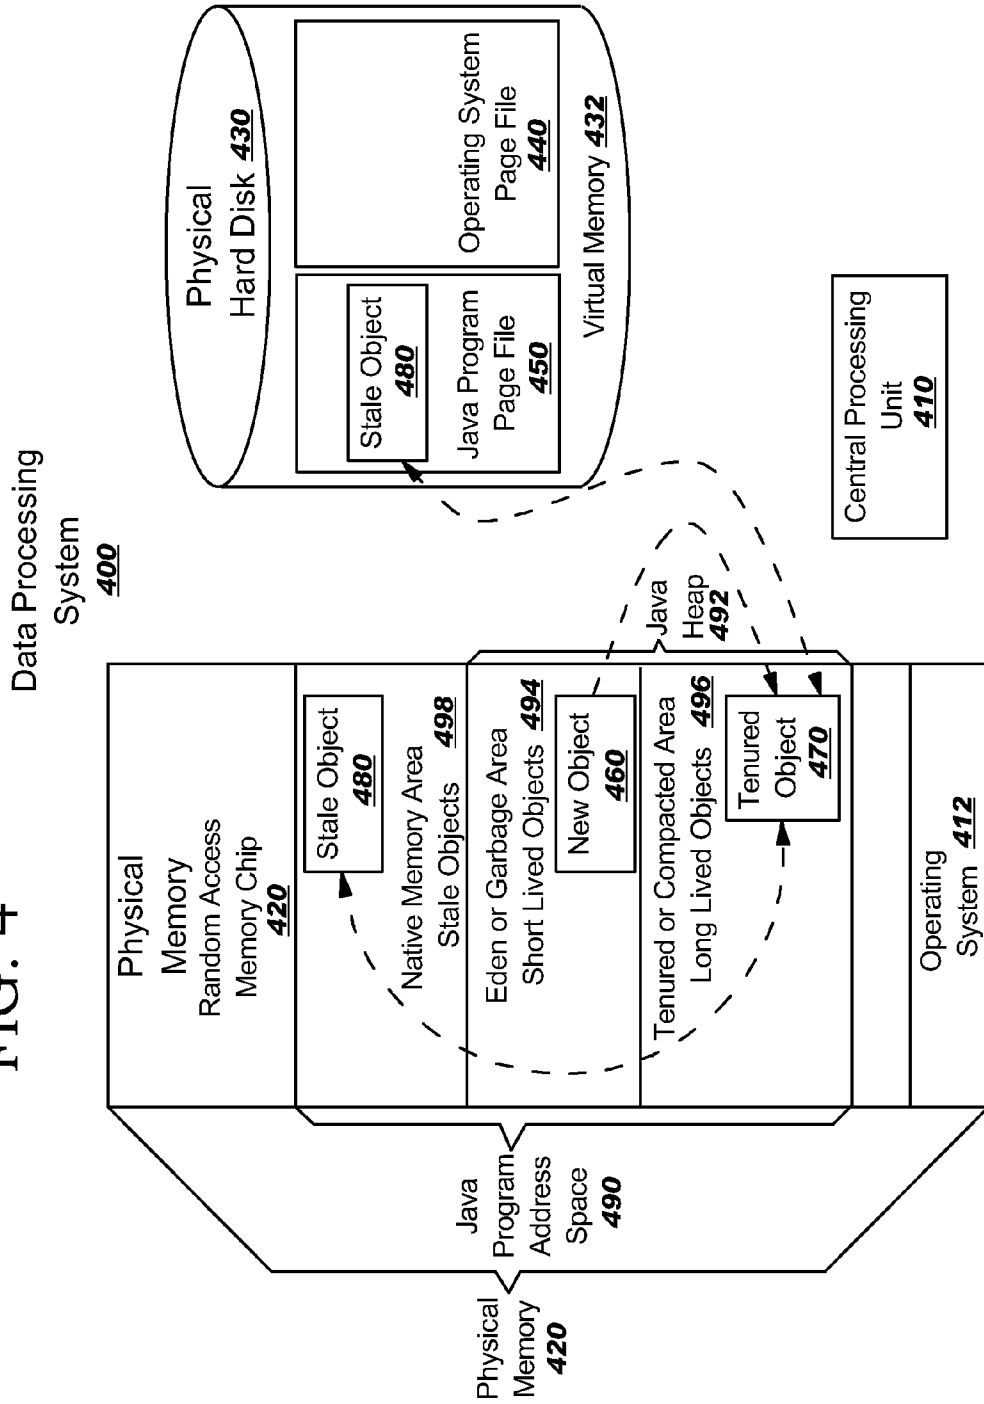 FIG. 4
Data Processing
System
400
Physical
Memory
Random Access
Memory Chip
420
Stale Object
480
Native Memory Area
Stale Objects 498
Eden or Garbage Area
Short Lived Objects 494
New Object
460
Tenured or Compacted Area
Long Lived Objects 496
Tenured
Object
470
Operating
System 412
Java
Heap
492
Java
Program
Address
Space
490
Physical
Memory
420
Physical
Hard Disk 430
Stale Object
480
Java Program
Page File
450
Operating System
Page File
440
Virtual Memory 432
Central Processing
Unit
410